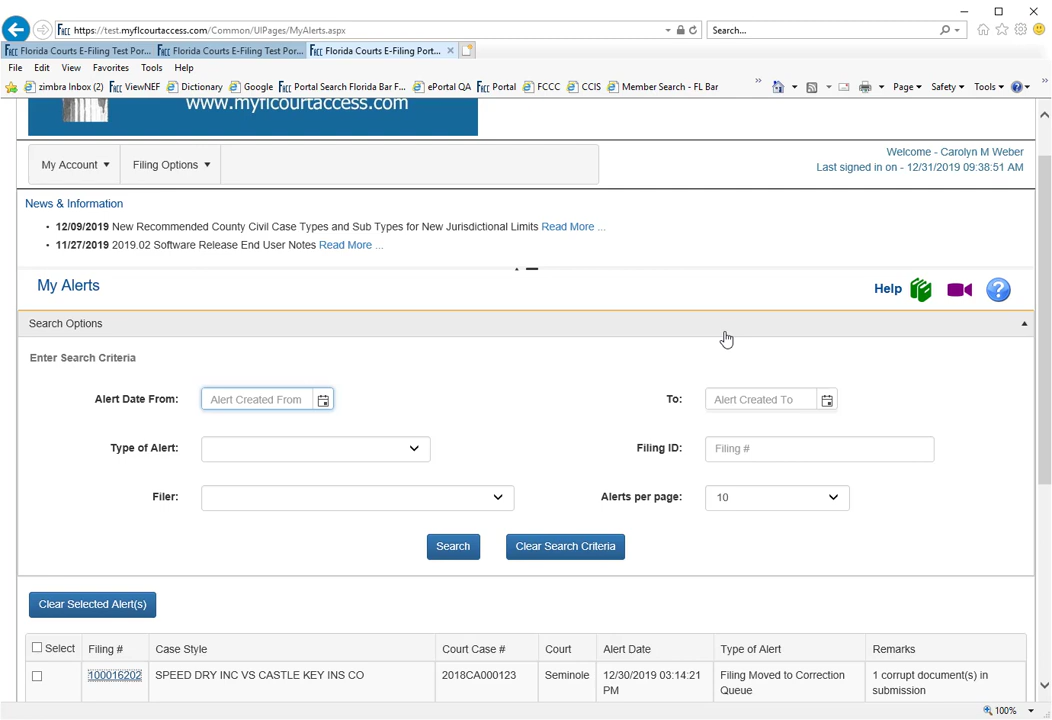 https://test.myflcourtaccess.com/Common/UIPages/MyAlerts.aspx
Search...
Florida Courts E-Filing Test Por... Florida Courts E-Filing Test Por... Florida Courts E-Filing Port...
File Edit View Favorites Tools Help
zimbra Inbox (2) ViewNEF Dictionary Google Portal Search Florida Bar F... ePortal QA Portal FCCC CCIS Member Search - FL Bar Page Safety Tools
www.myflcourtaccess.com
My Account Filing Options
Welcome - Carolyn M Weber
Last signed in on - 12/31/2019 09:38:51 AM
News & Information
• 12/09/2019 New Recommended County Civil Case Types and Sub Types for New Jurisdictional Limits Read More ...
• 11/27/2019 2019.02 Software Release End User Notes Read More ...
My Alerts
Help
Search Options
Enter Search Criteria
Alert Date From: Alert Created From To: Alert Created To
Type of Alert: Filing ID: Filing #
Filer: Alerts per page: 10
Search Clear Search Criteria
Clear Selected Alert(s)
Select Filing # Case Style Court Case # Court Alert Date Type of Alert Remarks
100016202 SPEED DRY INC VS CASTLE KEY INS CO 2018CA000123 Seminole 12/30/2019 03:14:21 PM Filing Moved to Correction Queue 1 corrupt document(s) in submission
100%